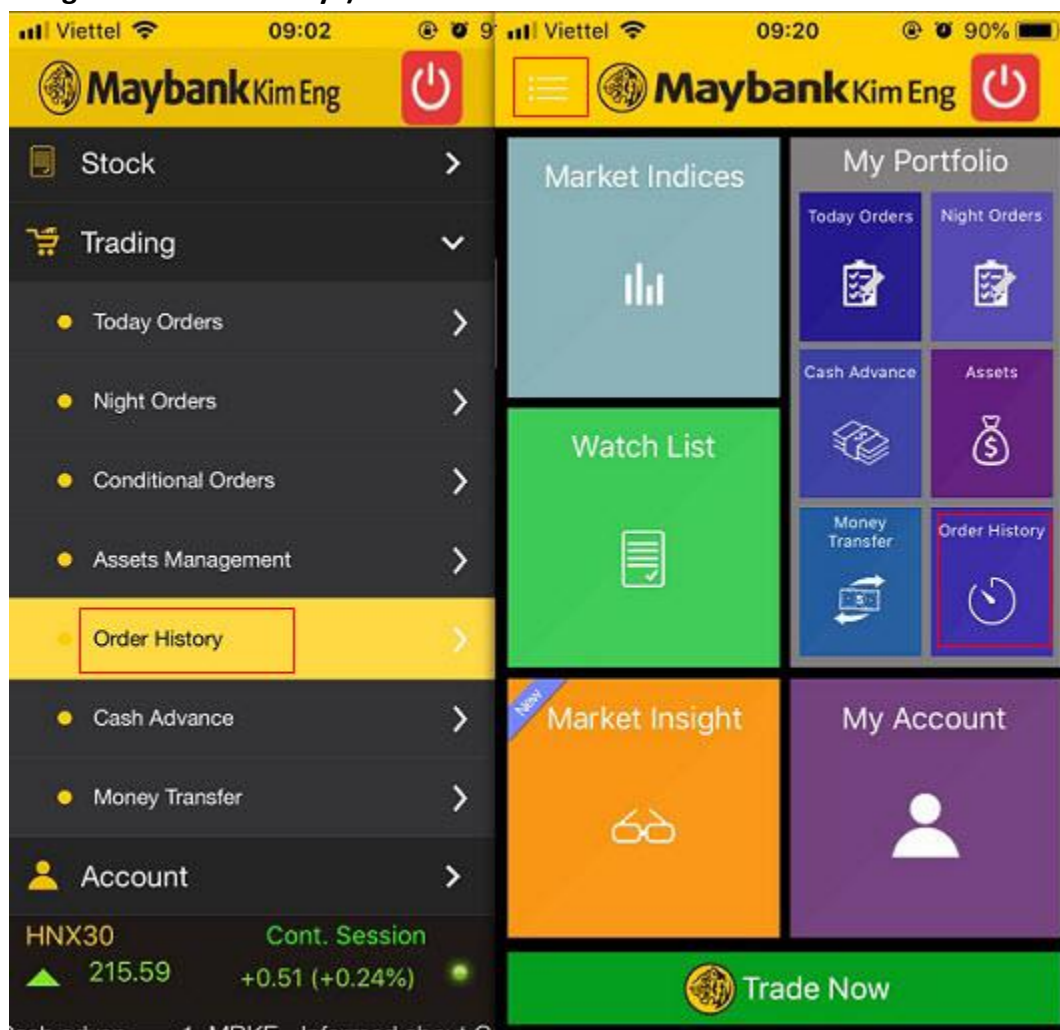 Viettel 09:02 9
Maybank Kim Eng
Stock
Trading
Today Orders
Night Orders
Conditional Orders
Assets Management
Order History
Cash Advance
Money Transfer
Account
HNX30 Cont. Session
215.59 +0.51 (+0.24%)
Viettel 09:20 90%
Maybank Kim Eng
Market Indices
My Portfolio
Today Orders
Night Orders
Cash Advance
Assets
Watch List
Money
Transfer
Order History
New
Market Insight
My Account
Trade Now